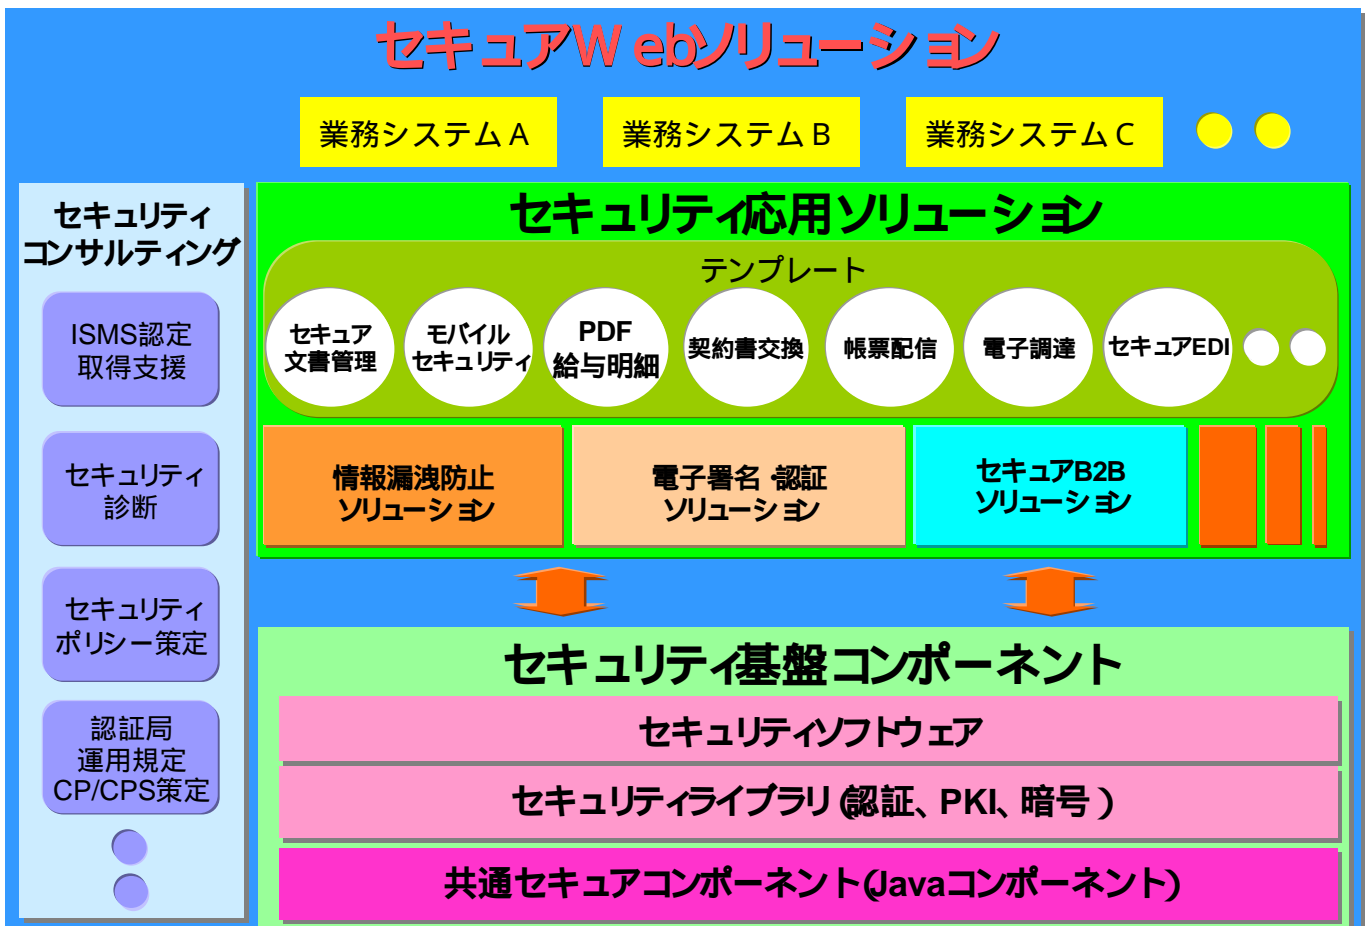 セキュアWebソリューション
業務システムA
業務システムB
業務システムC
セキュリティ
コンサルティング
ISMS認定
取得支援
セキュリティ
診断
セキュリティ
ポリシー策定
認証局
運用規定
CP/CPS策定
セキュリティ応用ソリューション
テンプレート
セキュア
文書管理
モバイル
セキュリティ
PDF
給与明細
契約書交換
帳票配信
電子調達
セキュアEDI
情報漏洩防止
ソリューション
電子署名・認証
ソリューション
セキュアB2B
ソリューション
セキュリティ基盤コンポーネント
セキュリティソフトウェア
セキュリティライブラリ(認証、PKI、暗号)
共通セキュアコンポーネント(Javaコンポーネント)